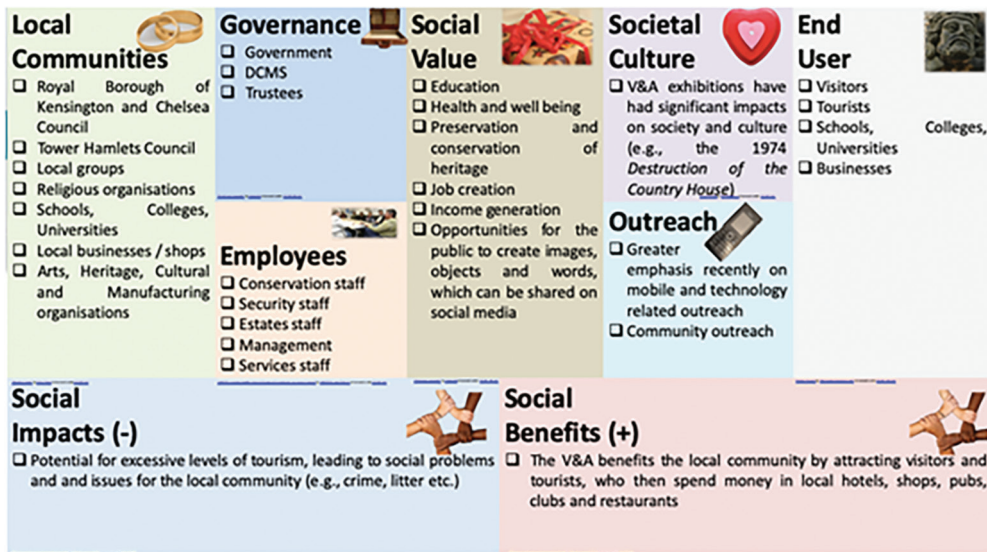 Local
Communities
❑ Royal Borough of
Kensington and Chelsea
Council
❑ Tower Hamlets Council
❑ Local groups
❑ Religious organisations
❑ Schools, Colleges,
Universities
❑ Local businesses / shops
❑ Arts, Heritage, Cultural
and Manufacturing
organisations
Governance
❑ Government
❑ DCMS
❑ Trustees
Employees
❑ Conservation staff
❑ Security staff
❑ Estates staff
❑ Management
❑ Services staff
Social
Value
❑ Education
❑ Health and well being
❑ Preservation and
conservation of
heritage
❑ Job creation
❑ Income generation
❑ Opportunities for the
public to create images,
objects and words,
which can be shared on
social media
Societal
Culture
❑ V&A exhibitions have
had significant impacts
on society and culture
(e.g., the 1974
Destruction of the
Country House)
Outreach
❑ Greater
emphasis recently on
mobile and technology
related outreach
❑ Community outreach
End
User
❑ Visitors
❑ Tourists
❑ Schools, Colleges,
Universities
❑ Businesses
Social
Impacts (-)
❑ Potential for excessive levels of tourism, leading to social problems
and and issues for the local community (e.g., crime, litter etc.)
Social
Benefits (+)
❑ The V&A benefits the local community by attracting visitors and
tourists, who then spend money in local hotels, shops, pubs,
clubs and restaurants